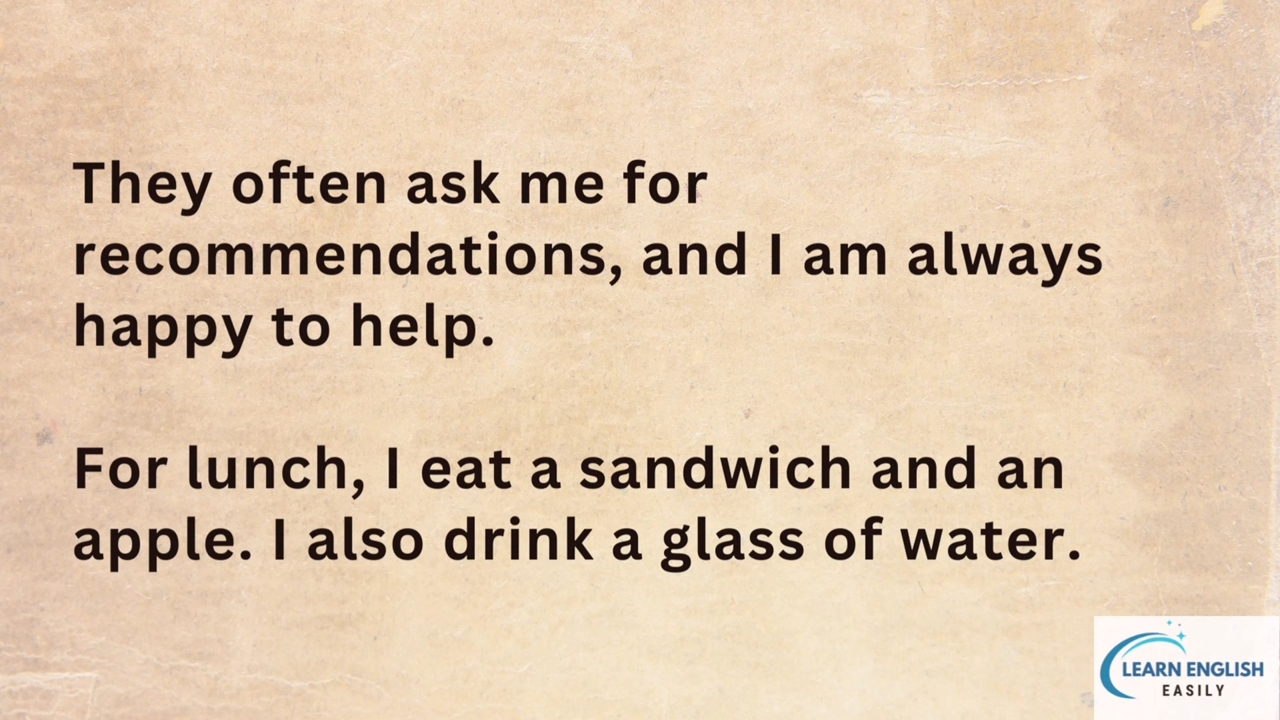 They often ask me for
recommendations, and I am always
happy to help.
For lunch, I eat a sandwich and an
apple. I also drink a glass of water.
LEARN ENGLISH
EASILY